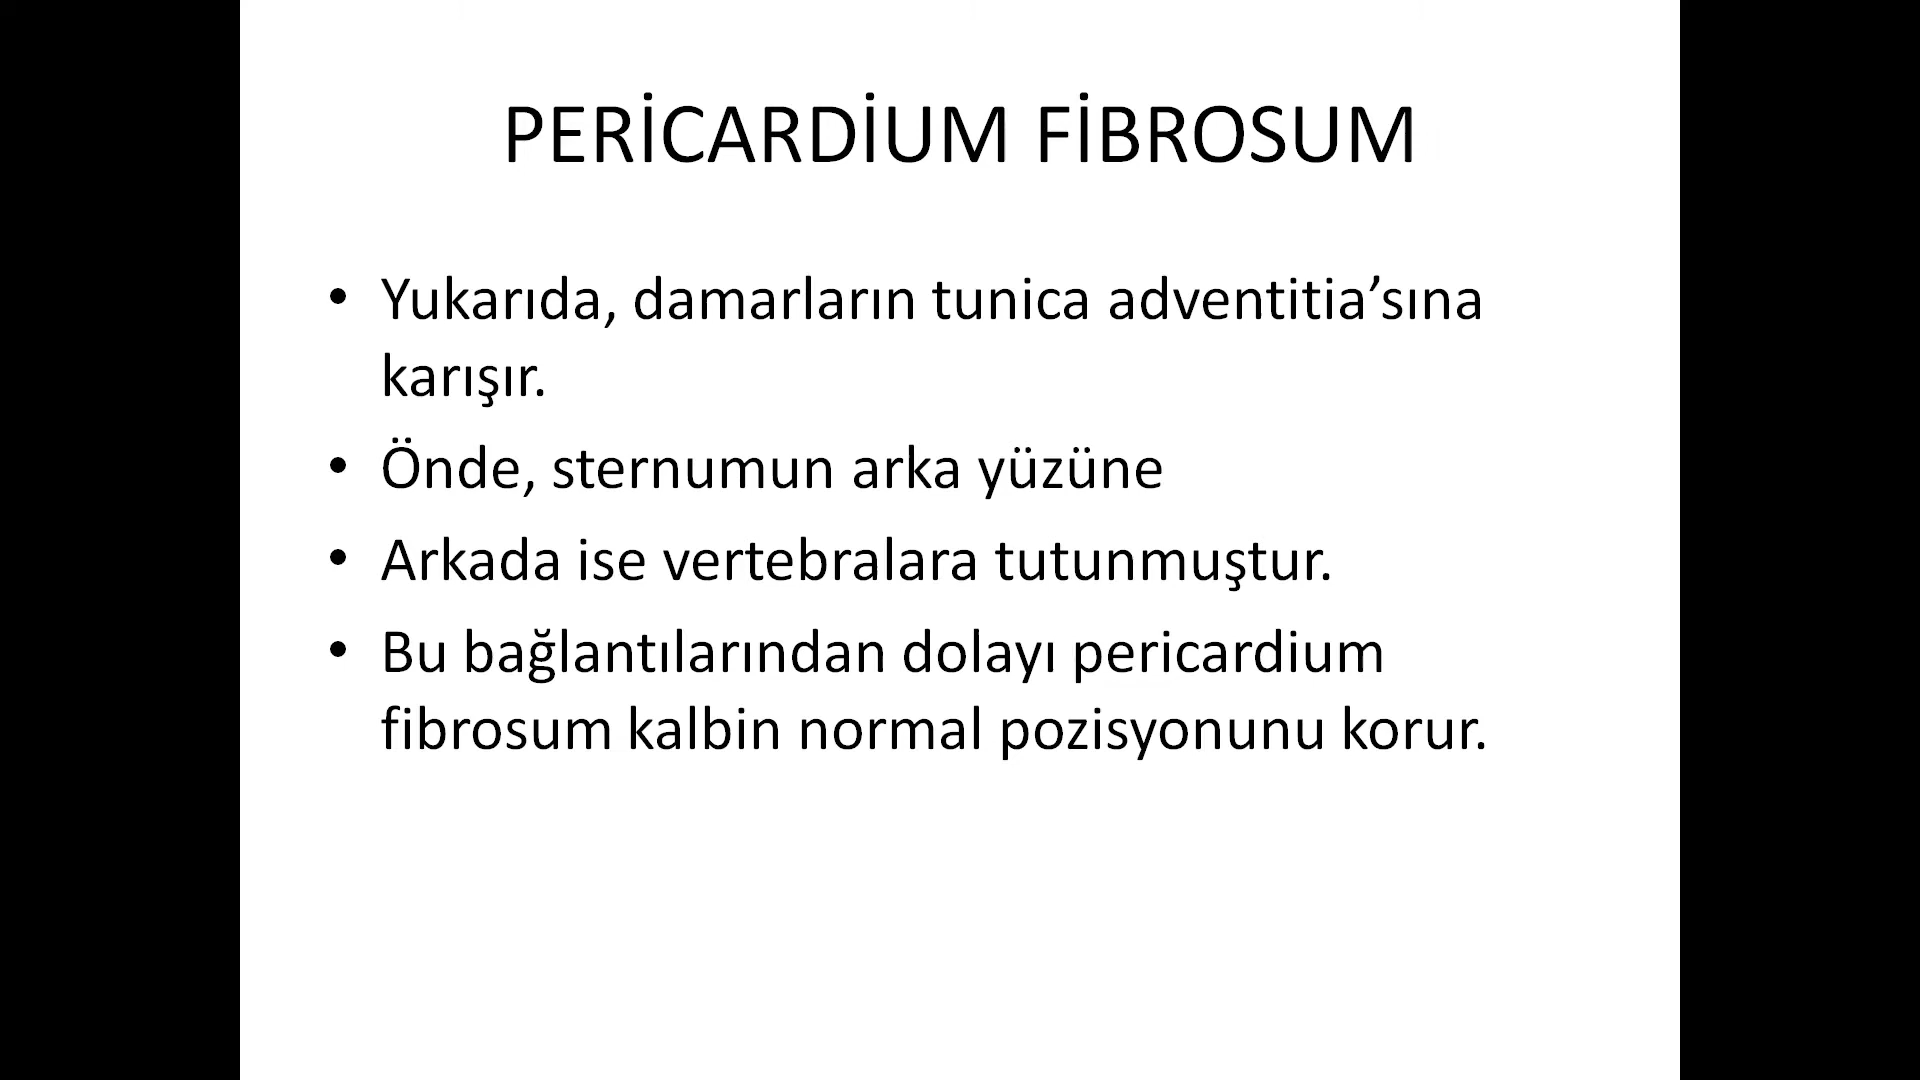 PERİCARDİUM FİBROSUM
• Yukarıda, damarların tunica adventitia’sına
karışır.
• Önde, sternumun arka yüzüne
• Arkada ise vertebralara tutunmuştur.
• Bu bağlantılarından dolayı pericardium
fibrosum kalbin normal pozisyonunu korur.